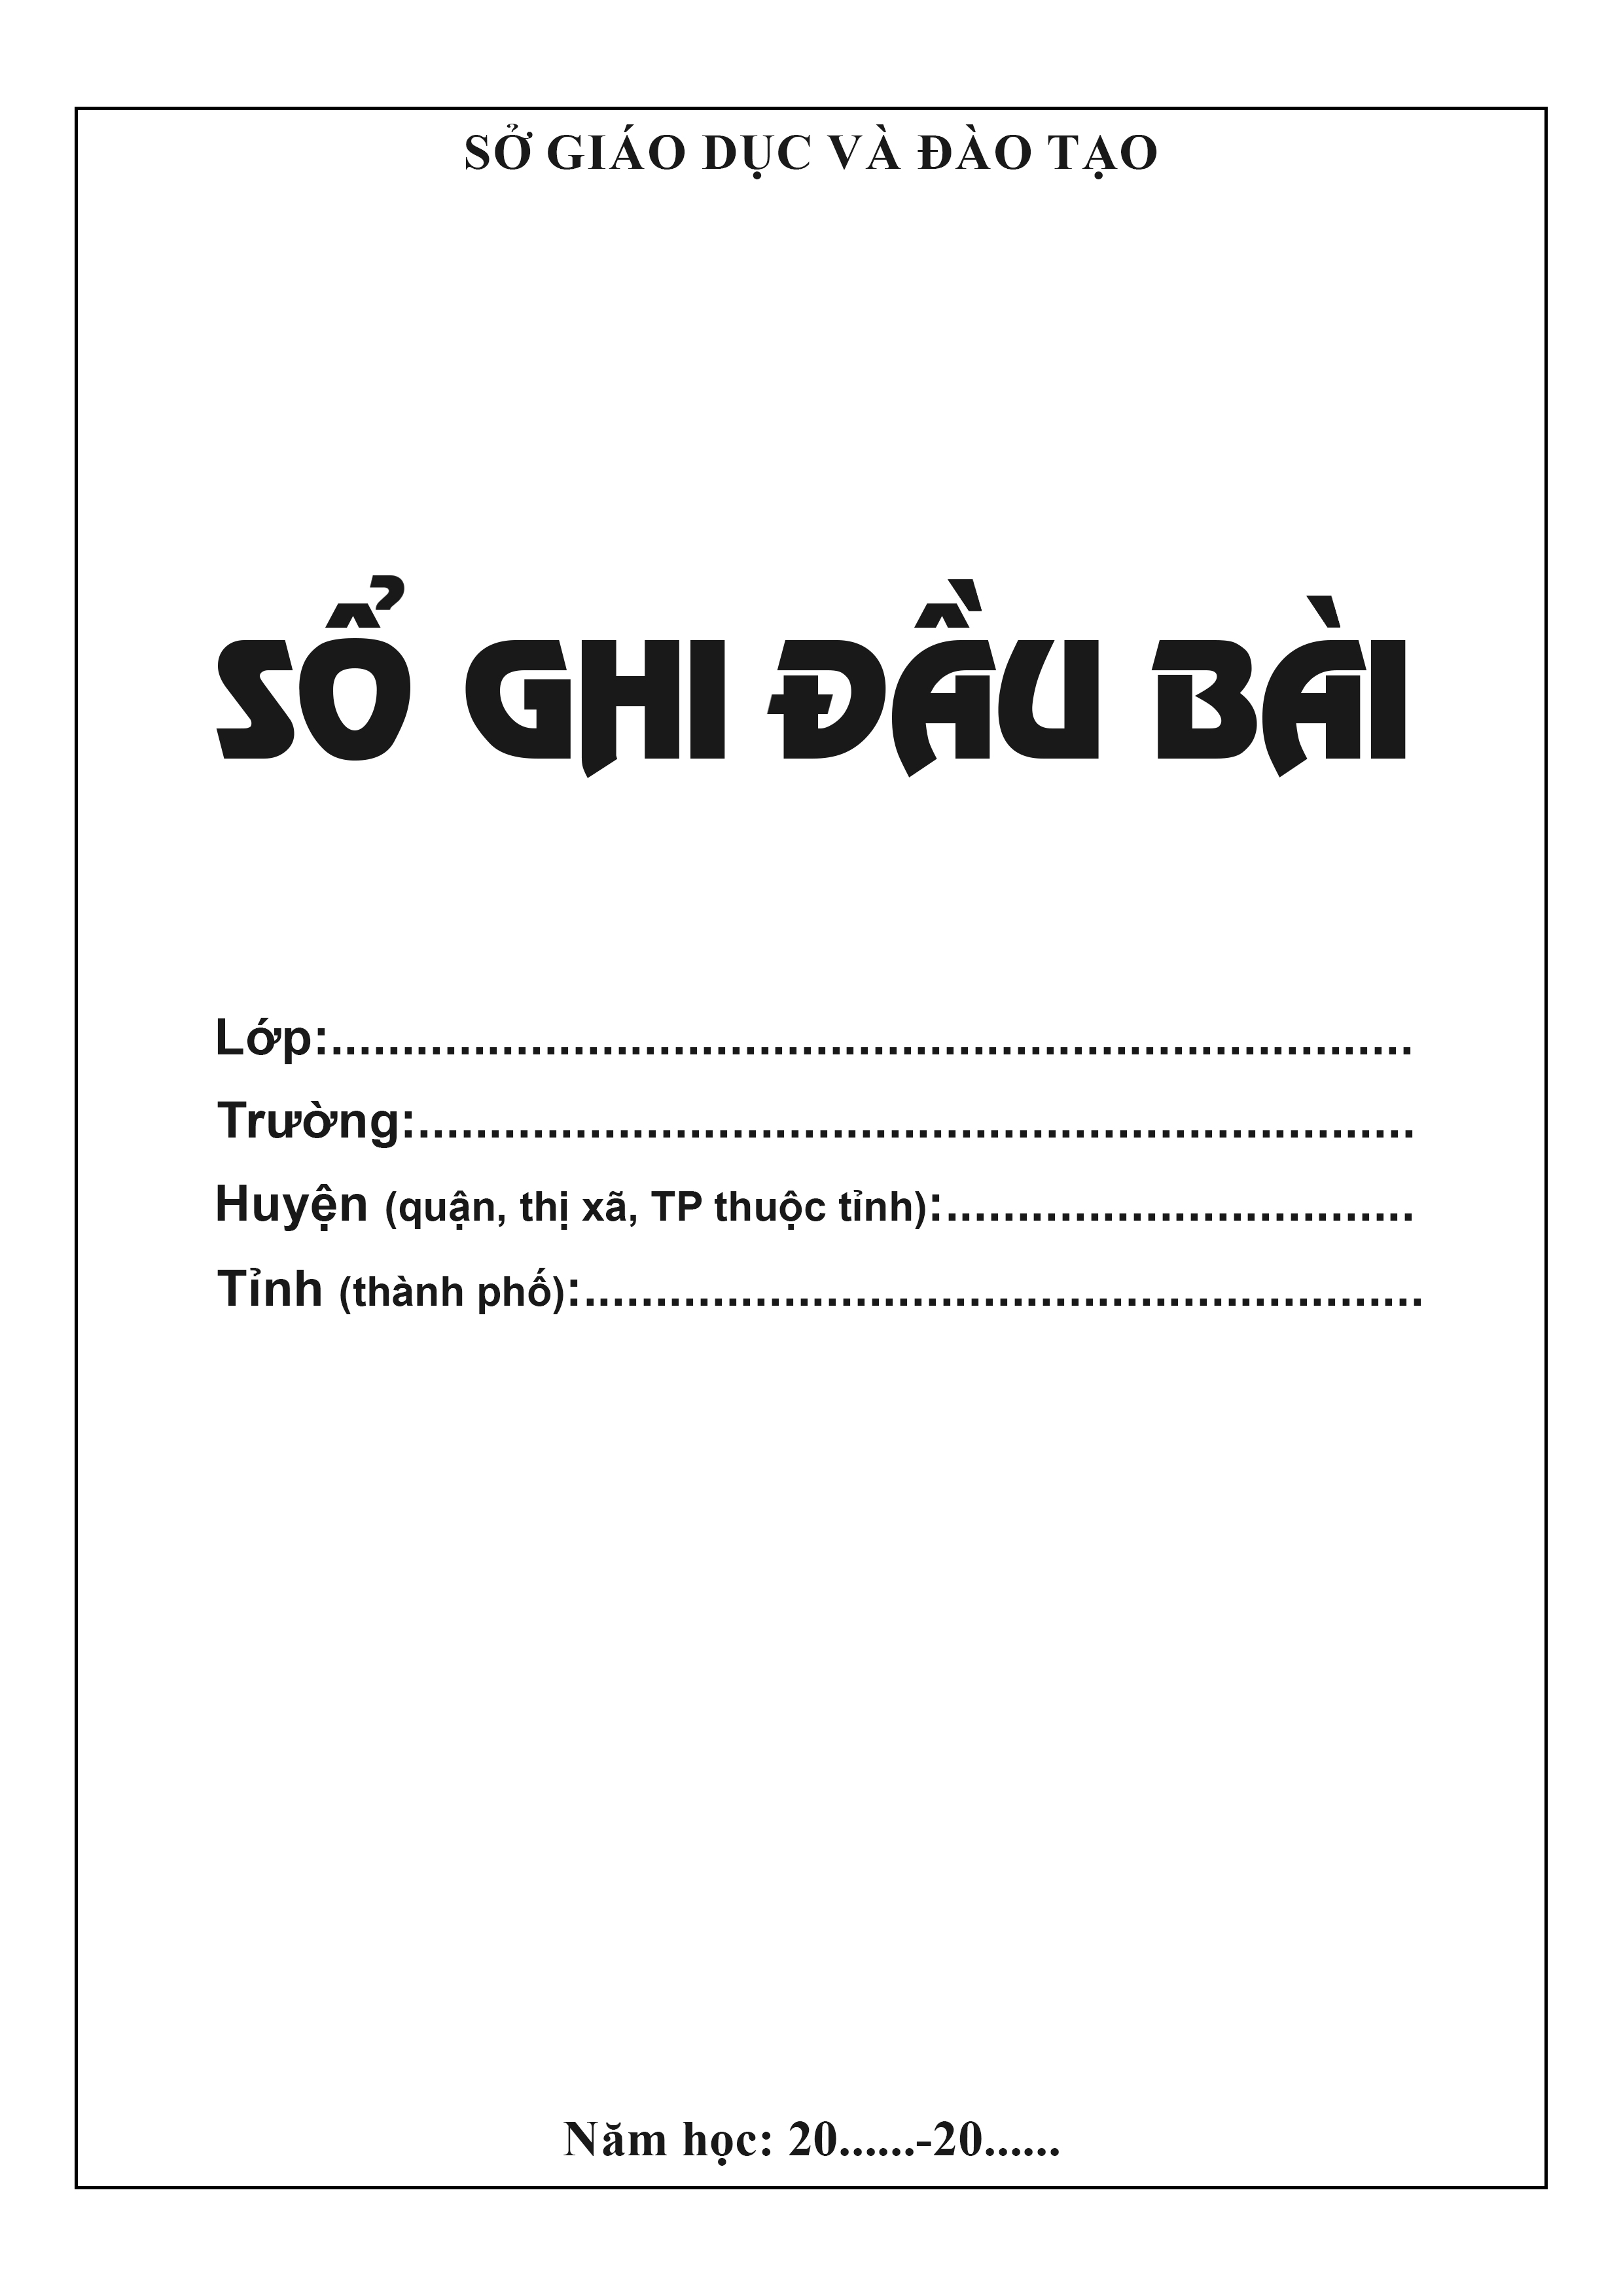 SỞ GIÁO DỤC VÀ ĐÀO TẠO
SỔ GHI ĐẦU BÀI
Lớp:............................................................................
Trường:......................................................................
Huyện (quận, thị xã, TP thuộc tỉnh):.................................
Tỉnh (thành phố):...........................................................
Năm học: 20......-20......